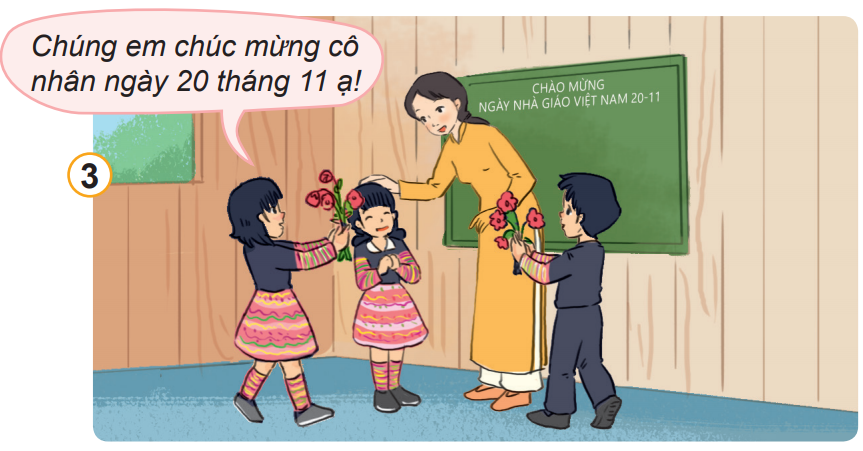 Chúng em chúc mừng cô
nhân ngày 20 tháng 11 ạ!
CHÀO MỪNG
NGÀY NHÀ GIÁO VIỆT NAM 20-11
3